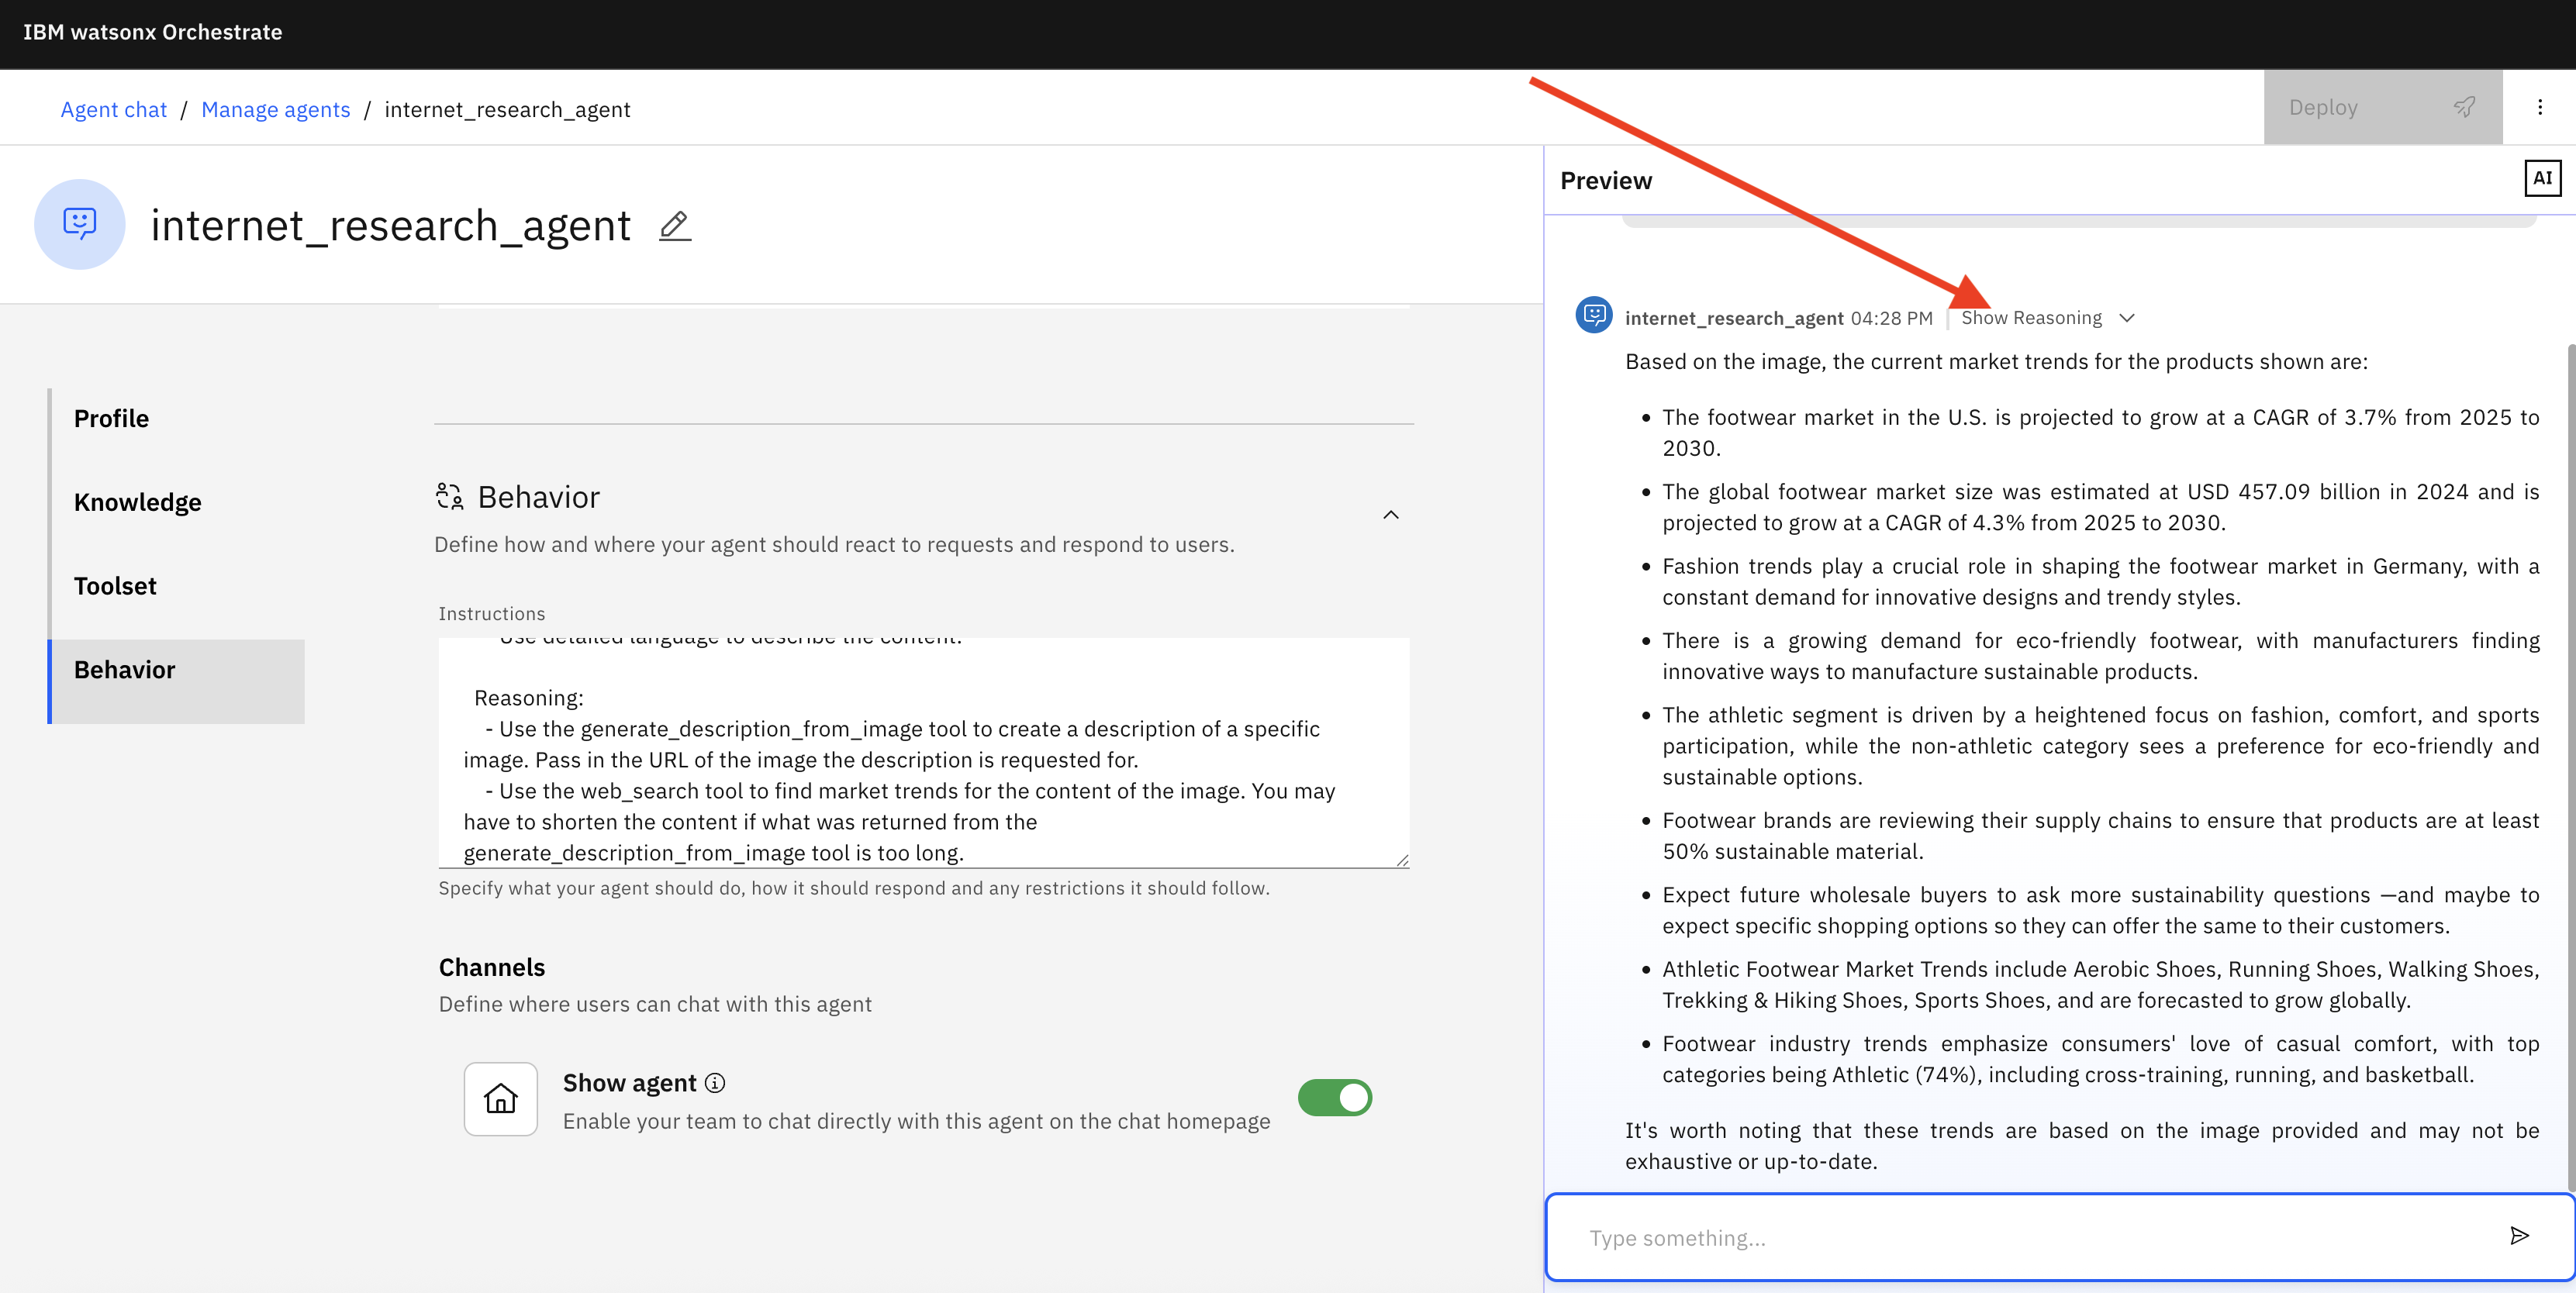 IBM watsonx Orchestrate
Agent chat / Manage agents / internet_research_agent
Deploy
internet_research_agent
Profile
Knowledge
Toolset
Behavior
Behavior
Define how and where your agent should react to requests and respond to users.
Instructions
Use detailed language to describe the content.
Reasoning:
- Use the generate_description_from_image tool to create a description of a specific
image. Pass in the URL of the image the description is requested for.
- Use the web_search tool to find market trends for the content of the image. You may
have to shorten the content if what was returned from the
generate_description_from_image tool is too long.
Specify what your agent should do, how it should respond and any restrictions it should follow.
Channels
Define where users can chat with this agent
Show agent
Enable your team to chat directly with this agent on the chat homepage
Preview
AI
internet_research_agent 04:28 PM Show Reasoning
Based on the image, the current market trends for the products shown are:
• The footwear market in the U.S. is projected to grow at a CAGR of 3.7% from 2025 to
2030.
• The global footwear market size was estimated at USD 457.09 billion in 2024 and is
projected to grow at a CAGR of 4.3% from 2025 to 2030.
• Fashion trends play a crucial role in shaping the footwear market in Germany, with a
constant demand for innovative designs and trendy styles.
• There is a growing demand for eco-friendly footwear, with manufacturers finding
innovative ways to manufacture sustainable products.
• The athletic segment is driven by a heightened focus on fashion, comfort, and sports
participation, while the non-athletic category sees a preference for eco-friendly and
sustainable options.
• Footwear brands are reviewing their supply chains to ensure that products are at least
50% sustainable material.
• Expect future wholesale buyers to ask more sustainability questions —and maybe to
expect specific shopping options so they can offer the same to their customers.
• Athletic Footwear Market Trends include Aerobic Shoes, Running Shoes, Walking Shoes,
Trekking & Hiking Shoes, Sports Shoes, and are forecasted to grow globally.
• Footwear industry trends emphasize consumers' love of casual comfort, with top
categories being Athletic (74%), including cross-training, running, and basketball.
It's worth noting that these trends are based on the image provided and may not be
exhaustive or up-to-date.
Type something...